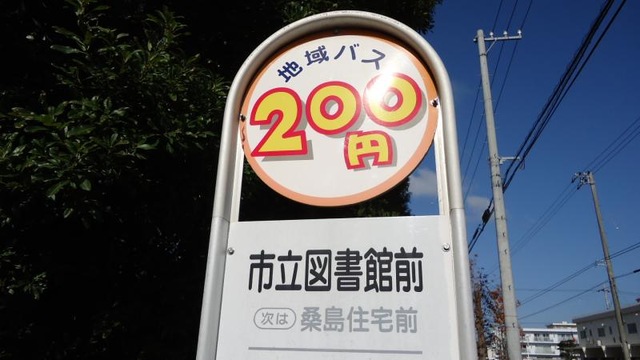 地域バス
200
円
市立図書館前
次は 桑島住宅前